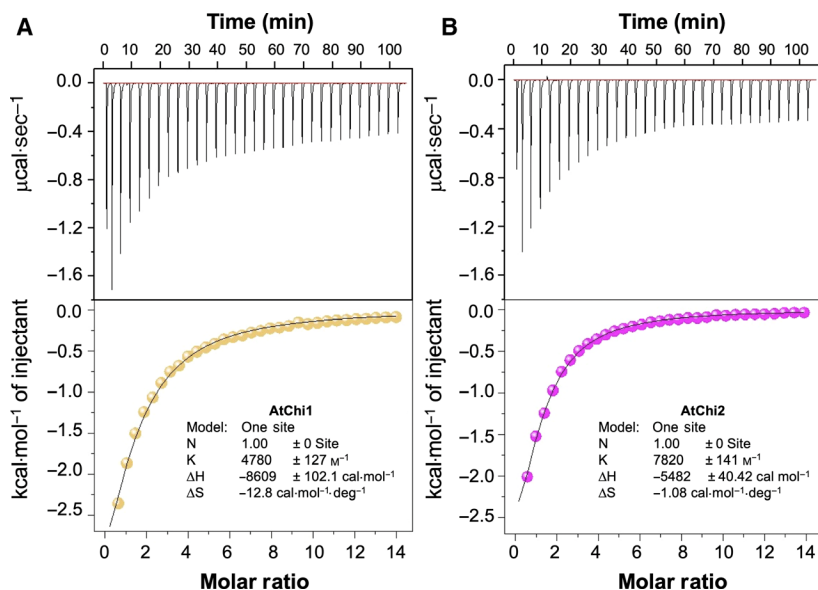 A
Time (min)
0 10 20 30 40 50 60 70 80 90 100
0.0
−0.4
−0.8
−1.2
−1.6
μcal·sec−1
0.0
−0.5
−1.0
−1.5
−2.0
−2.5
kcal·mol−1 of injectant
AtChi1
Model: One site
N 1.00 ± 0 Site
K 4780 ± 127 M−1
ΔH −8609 ± 102.1 cal·mol−1
ΔS −12.8 cal·mol−1·deg−1
0 2 4 6 8 10 12 14
Molar ratio
B
Time (min)
0 10 20 30 40 50 60 70 80 90 100
0.0
−0.4
−0.8
−1.2
−1.6
μcal·sec−1
0.0
−0.5
−1.0
−1.5
−2.0
−2.5
kcal·mol−1 of injectant
AtChi2
Model: One site
N 1.00 ± 0 Site
K 7820 ± 141 M−1
ΔH −5482 ± 40.42 cal mol−1
ΔS −1.08 cal·mol−1·deg−1
0 2 4 6 8 10 12 14
Molar ratio